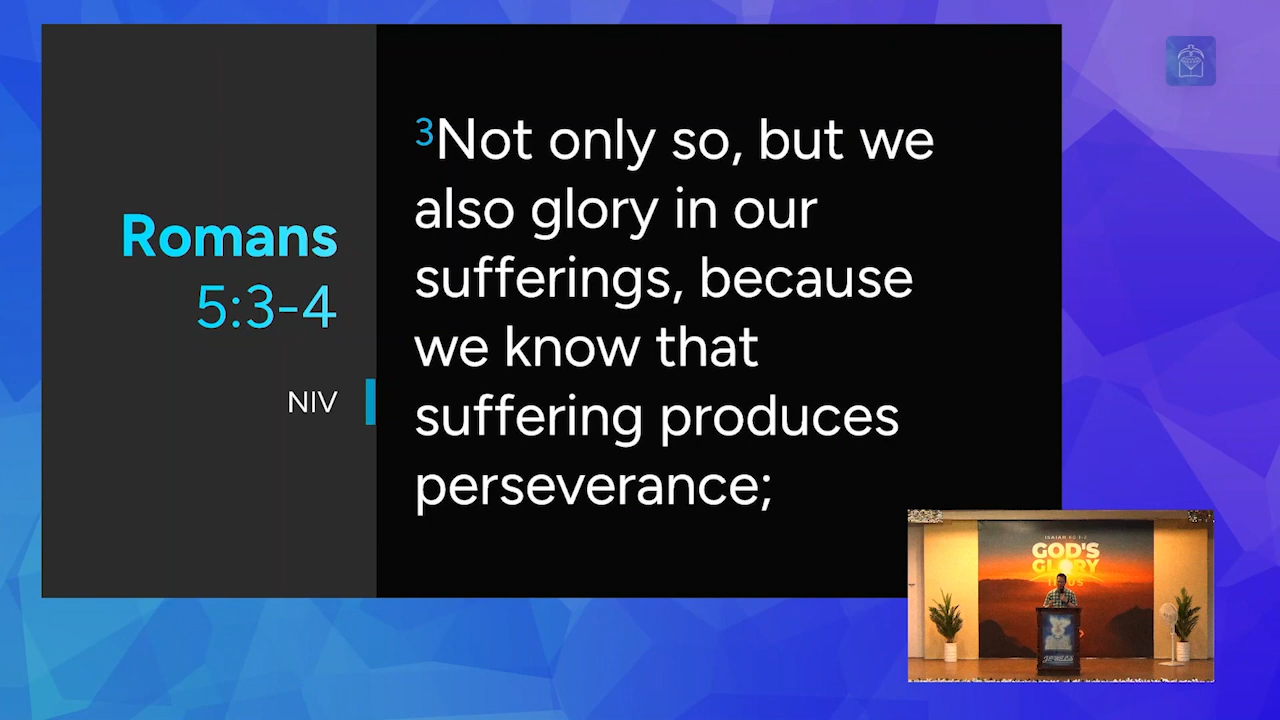 Romans
5:3-4
NIV
3Not only so, but we
also glory in our
sufferings, because
we know that
suffering produces
perseverance;
GOD'S
GLORY